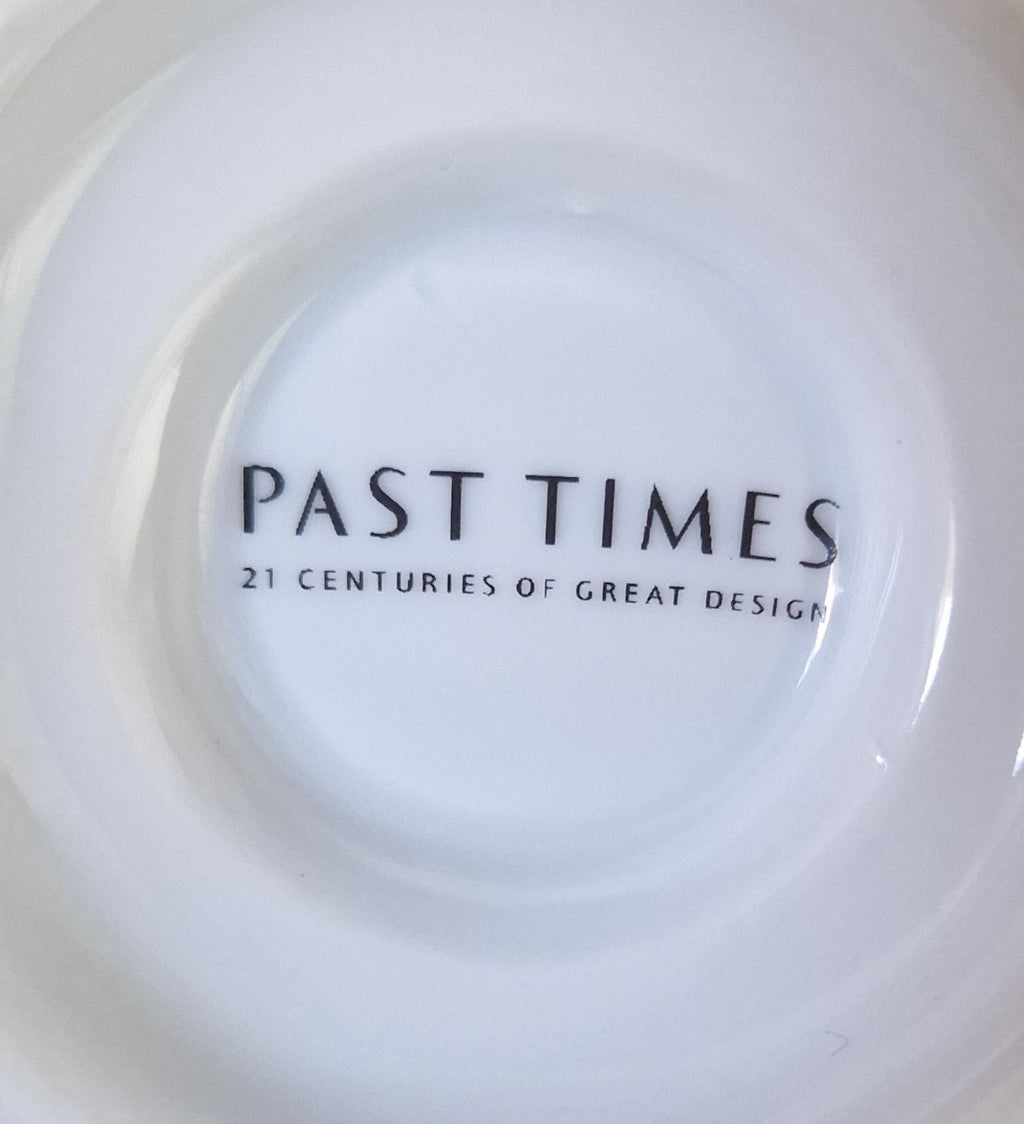 PAST TIMES
21 CENTURIES OF GREAT DESIGN